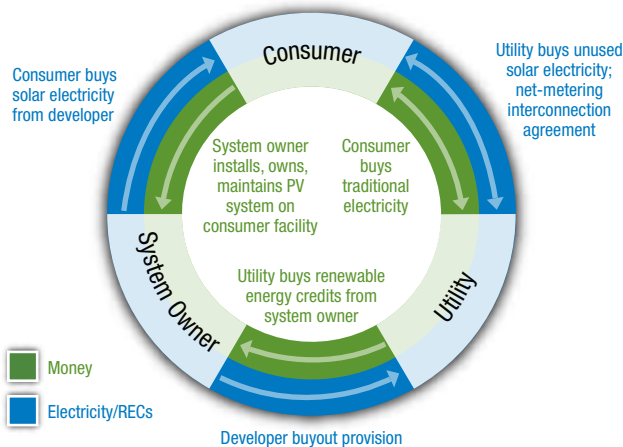 Consumer
Consumer buys
solar electricity
from developer
Utility buys unused
solar electricity;
net-metering
interconnection
agreement
System owner
installs, owns,
maintains PV
system on
consumer facility
Consumer
buys
traditional
electricity
System Owner
Utility
Utility buys renewable
energy credits from
system owner
Money
Electricity/RECs
Developer buyout provision